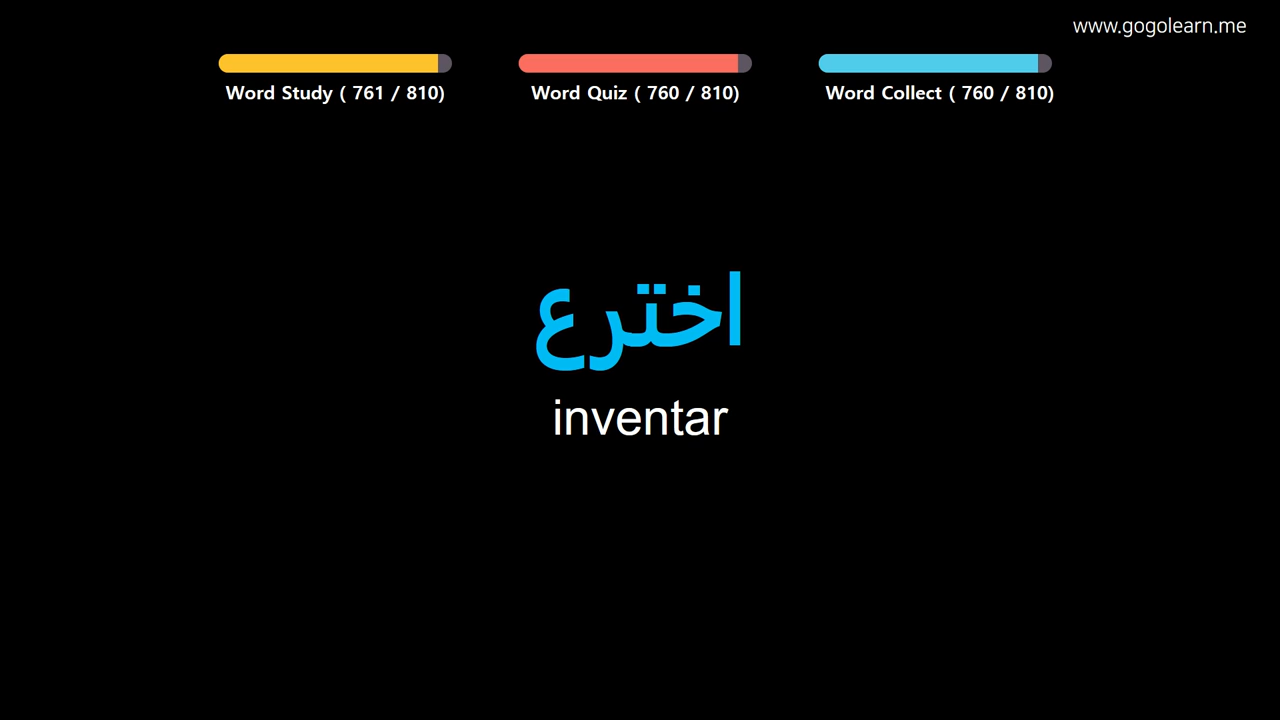 www.gogolearn.me
Word Study ( 761 / 810)
Word Quiz ( 760 / 810)
Word Collect ( 760 / 810)
اخترع
inventar